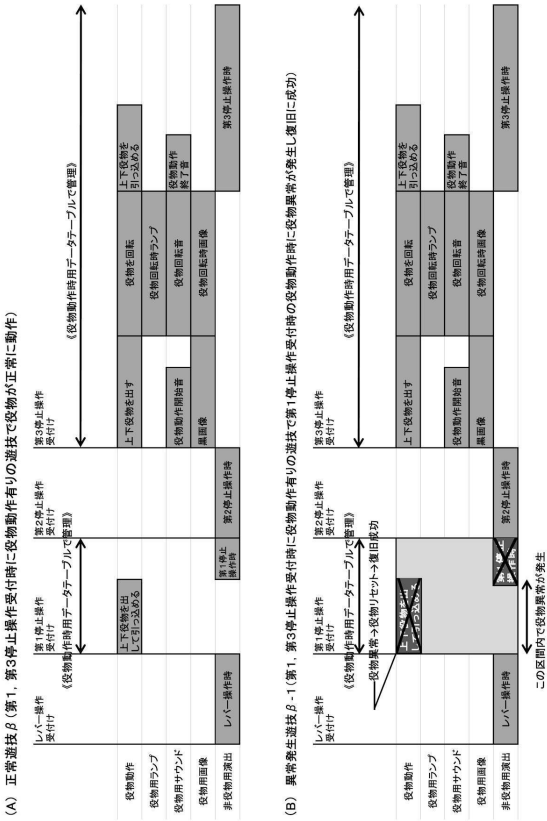 (A) 正常遊技β(第1,第3停止操作受付時に役物動作有りの遊技で役物が正常に動作)
レバー操作
受付け
第1停止操作
受付け
第2停止操作
受付け
第3停止操作
受付け
《役物動作時用データテーブルで管理》
《役物動作時用データテーブルで管理》
役物動作
上下役物を出
して引っ込める
上下役物を出す
役物を回転
上下役物を
引っ込める
役物用ランプ
役物回転時ランプ
役物用サウンド
役物動作開始音
役物回転音
役物動作
終了音
役物用画像
黒画像
役物回転時画像
非役物用演出
レバー操作時
第1停止
操作時
第2停止操作時
第3停止操作時
(B) 異常発生遊技β-1(第1,第3停止操作受付時に役物動作有りの遊技で第1停止操作受付時の役物動作時に役物異常が発生し復旧に成功)
レバー操作
受付け
第1停止操作
受付け
第2停止操作
受付け
第3停止操作
受付け
《役物動作時用データテーブルで管理》
《役物動作時用データテーブルで管理》
役物異常→役物リセット→復旧成功
役物動作
上下役物を出
して引っ込める
上下役物を出す
役物を回転
上下役物を
引っ込める
役物用ランプ
役物回転時ランプ
役物用サウンド
役物動作開始音
役物回転音
役物動作
終了音
役物用画像
黒画像
役物回転時画像
非役物用演出
レバー操作時
第1停止
操作時
第2停止操作時
第3停止操作時
この区間内で役物異常が発生